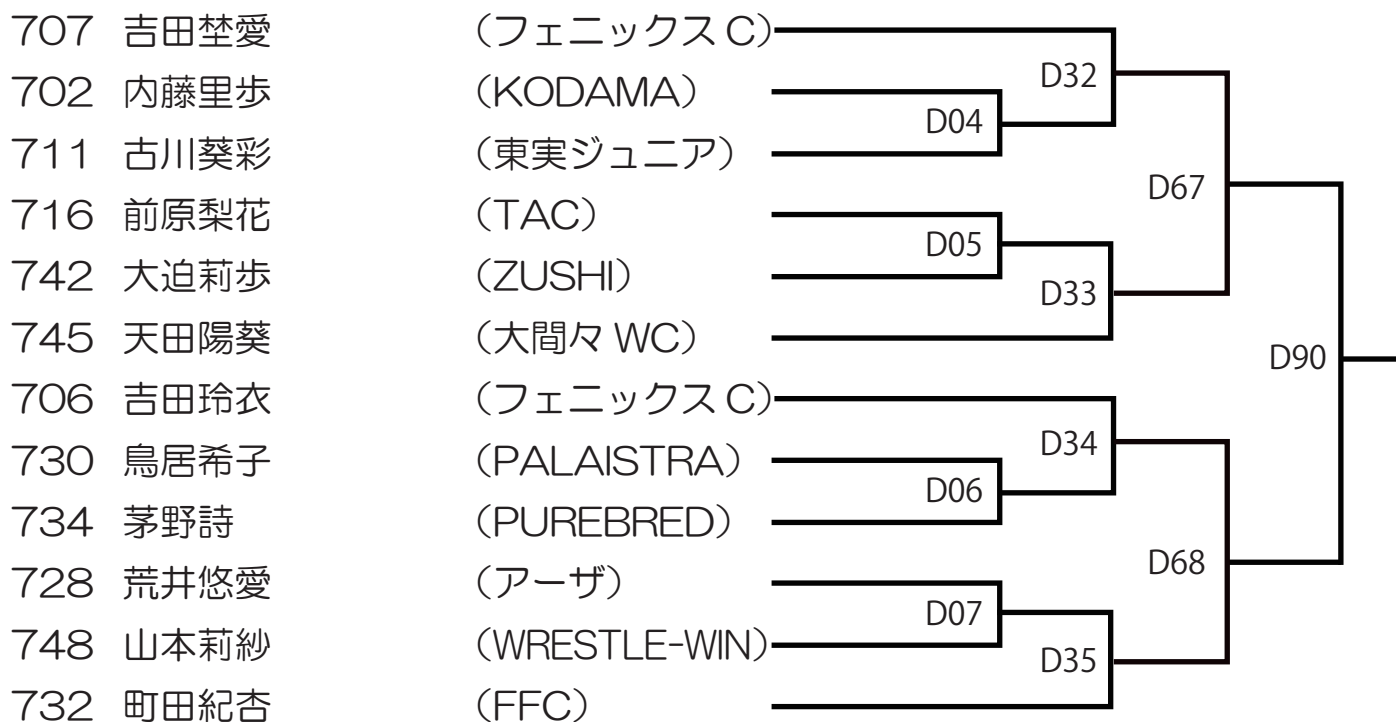 707 吉田埜愛 (フェニックス C)
D32
702 内藤里歩 (KODAMA)
D04
711 古川葵彩 (東実ジュニア)
D67
716 前原梨花 (TAC)
D05
742 大迫莉歩 (ZUSHI)
D33
745 天田陽葵 (大間々 WC)
D90
706 吉田玲衣 (フェニックス C)
D34
730 鳥居希子 (PALAISTRA)
D06
734 茅野詩 (PUREBRED)
D68
728 荒井悠愛 (アーザ)
D07
748 山本莉紗 (WRESTLE-WIN)
D35
732 町田紀杏 (FFC)